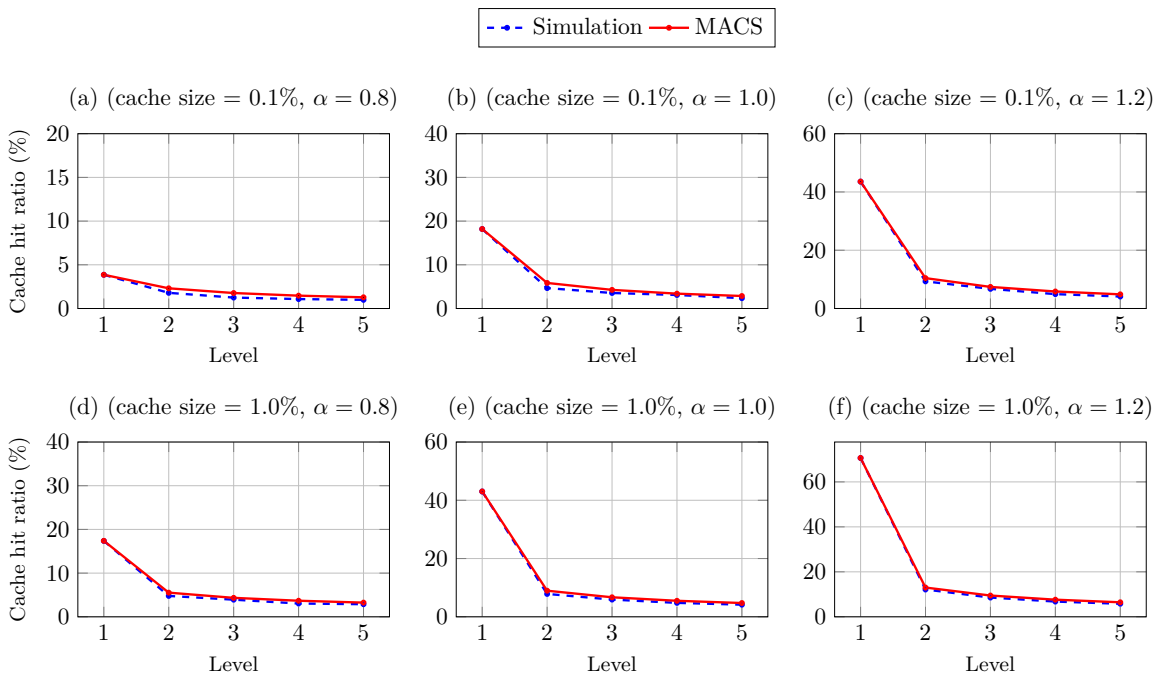 Simulation MACS
(a) (cache size = 0.1%, α = 0.8)
(b) (cache size = 0.1%, α = 1.0)
(c) (cache size = 0.1%, α = 1.2)
Cache hit ratio (%)
20
15
10
5
0
1 2 3 4 5
Level
40
30
20
10
0
1 2 3 4 5
Level
60
40
20
0
1 2 3 4 5
Level
(d) (cache size = 1.0%, α = 0.8)
(e) (cache size = 1.0%, α = 1.0)
(f) (cache size = 1.0%, α = 1.2)
Cache hit ratio (%)
40
30
20
10
0
1 2 3 4 5
Level
60
40
20
0
1 2 3 4 5
Level
60
40
20
0
1 2 3 4 5
Level